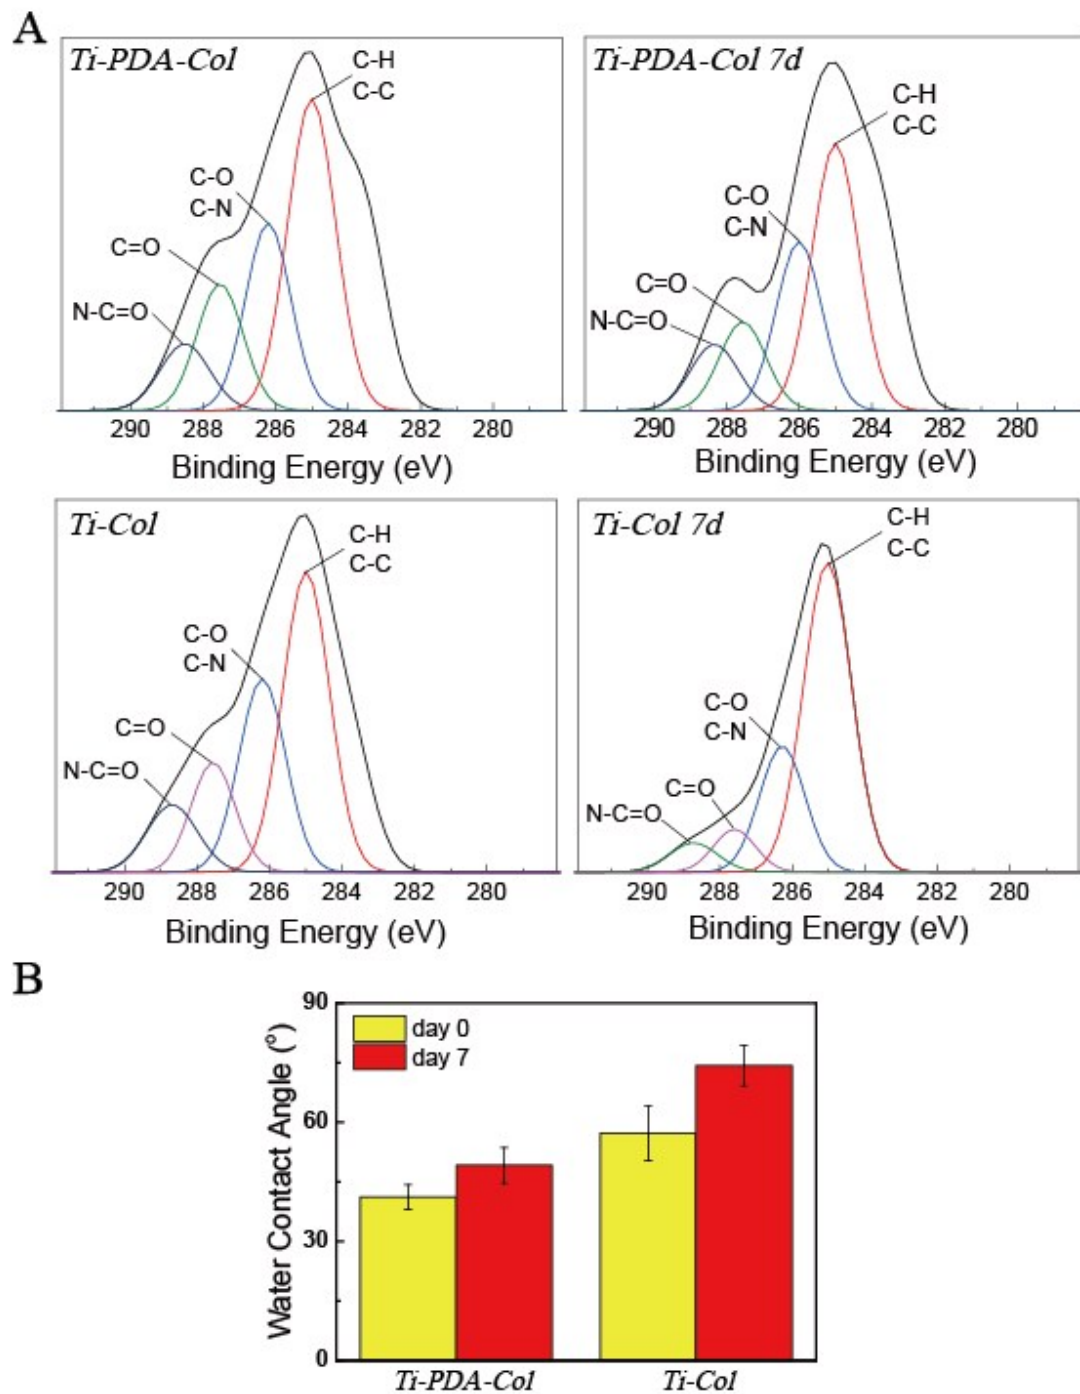 A
Ti-PDA-Col
C-H
C-C
C-O
C-N
C=O
N-C=O
290 288 286 284 282 280
Binding Energy (eV)
Ti-PDA-Col 7d
C-H
C-C
C-O
C-N
C=O
N-C=O
290 288 286 284 282 280
Binding Energy (eV)
Ti-Col
C-H
C-C
C-O
C-N
C=O
N-C=O
290 288 286 284 282 280
Binding Energy (eV)
Ti-Col 7d
C-H
C-C
C-O
C-N
C=O
N-C=O
290 288 286 284 282 280
Binding Energy (eV)
B
Water Contact Angle (°)
90
60
30
0
day 0
day 7
Ti-PDA-Col Ti-Col